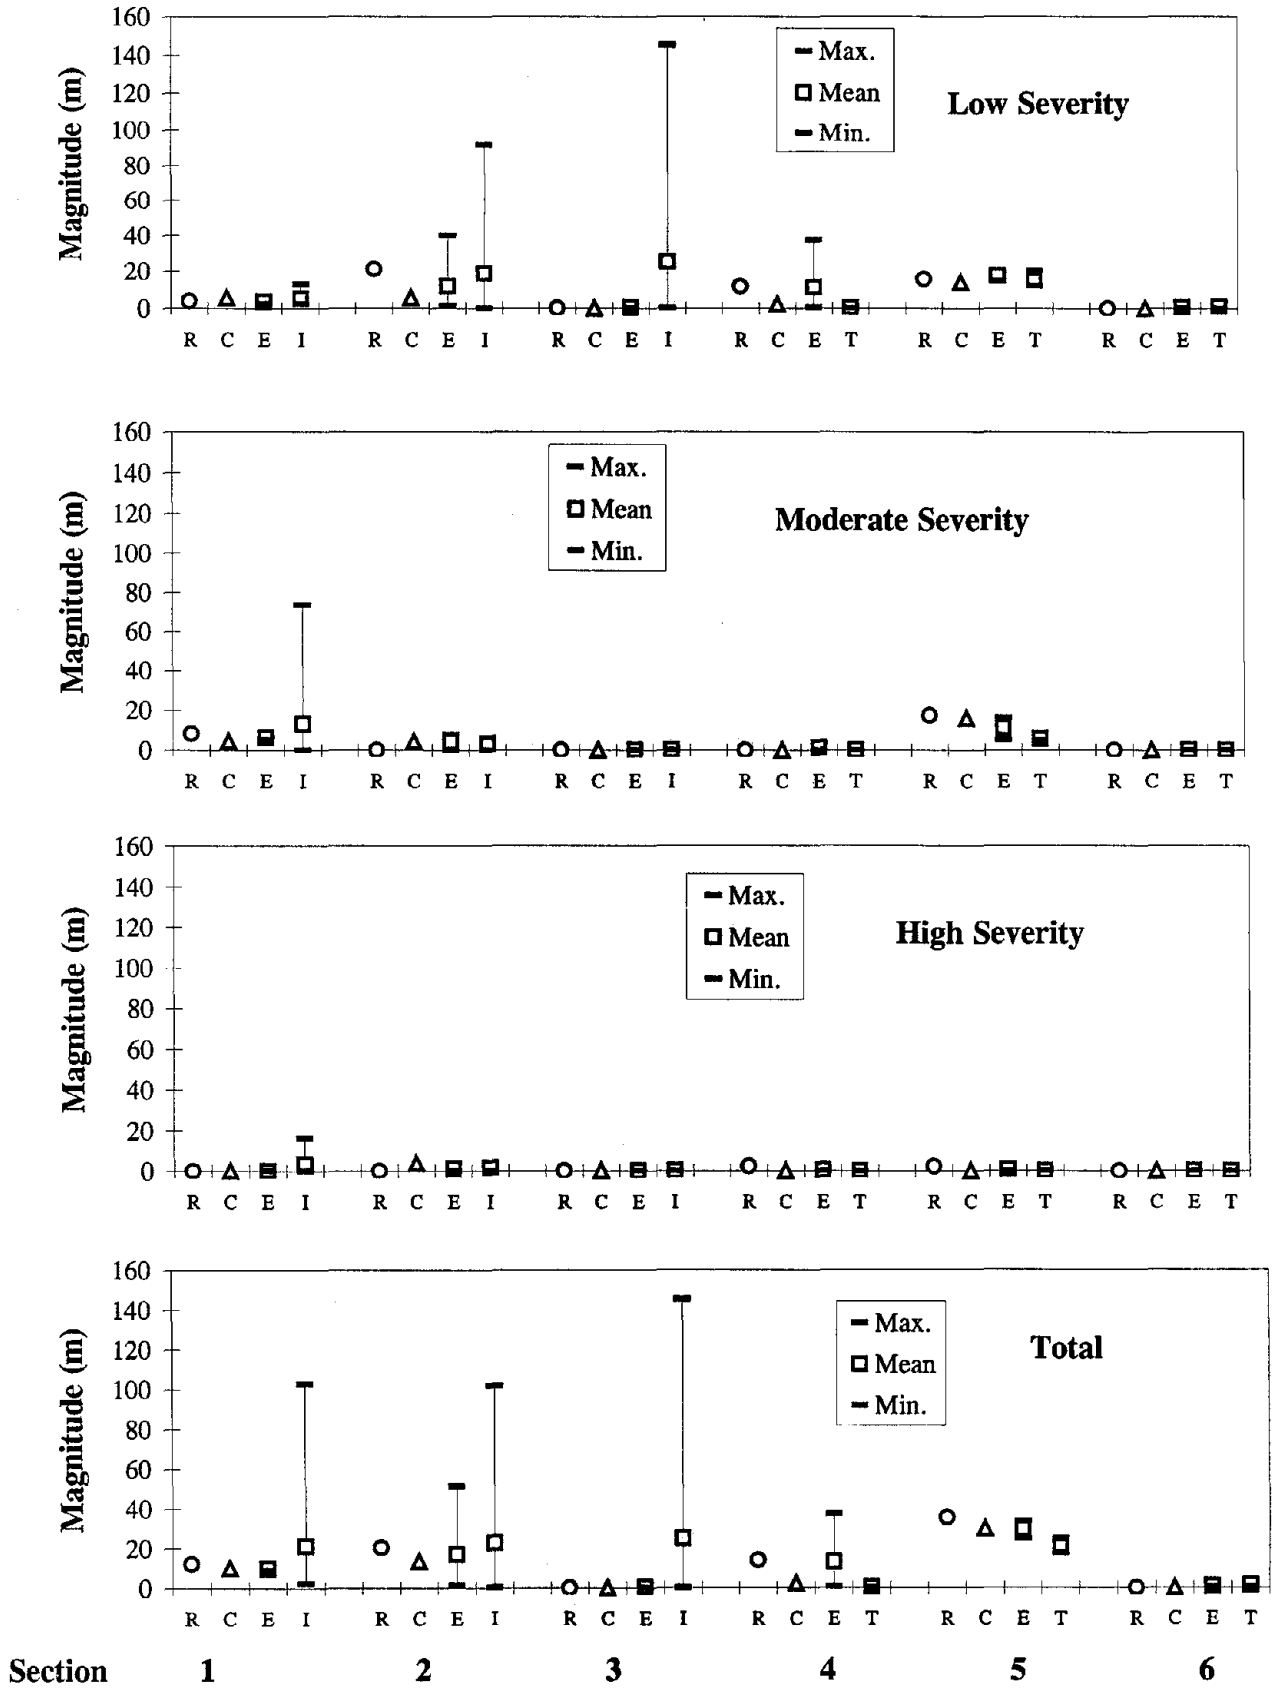 160
140
120
100
80
60
40
20
0
Magnitude (m)
Max.
Mean
Min.
Low Severity
R C E I R C E I R C E I R C E T R C E T R C E T
160
140
120
100
80
60
40
20
0
Magnitude (m)
Max.
Mean
Min.
Moderate Severity
R C E I R C E I R C E I R C E T R C E T R C E T
160
140
120
100
80
60
40
20
0
Magnitude (m)
Max.
Mean
Min.
High Severity
R C E I R C E I R C E I R C E T R C E T R C E T
160
140
120
100
80
60
40
20
0
Magnitude (m)
Max.
Mean
Min.
Total
R C E I R C E I R C E I R C E T R C E T R C E T
Section 1 2 3 4 5 6